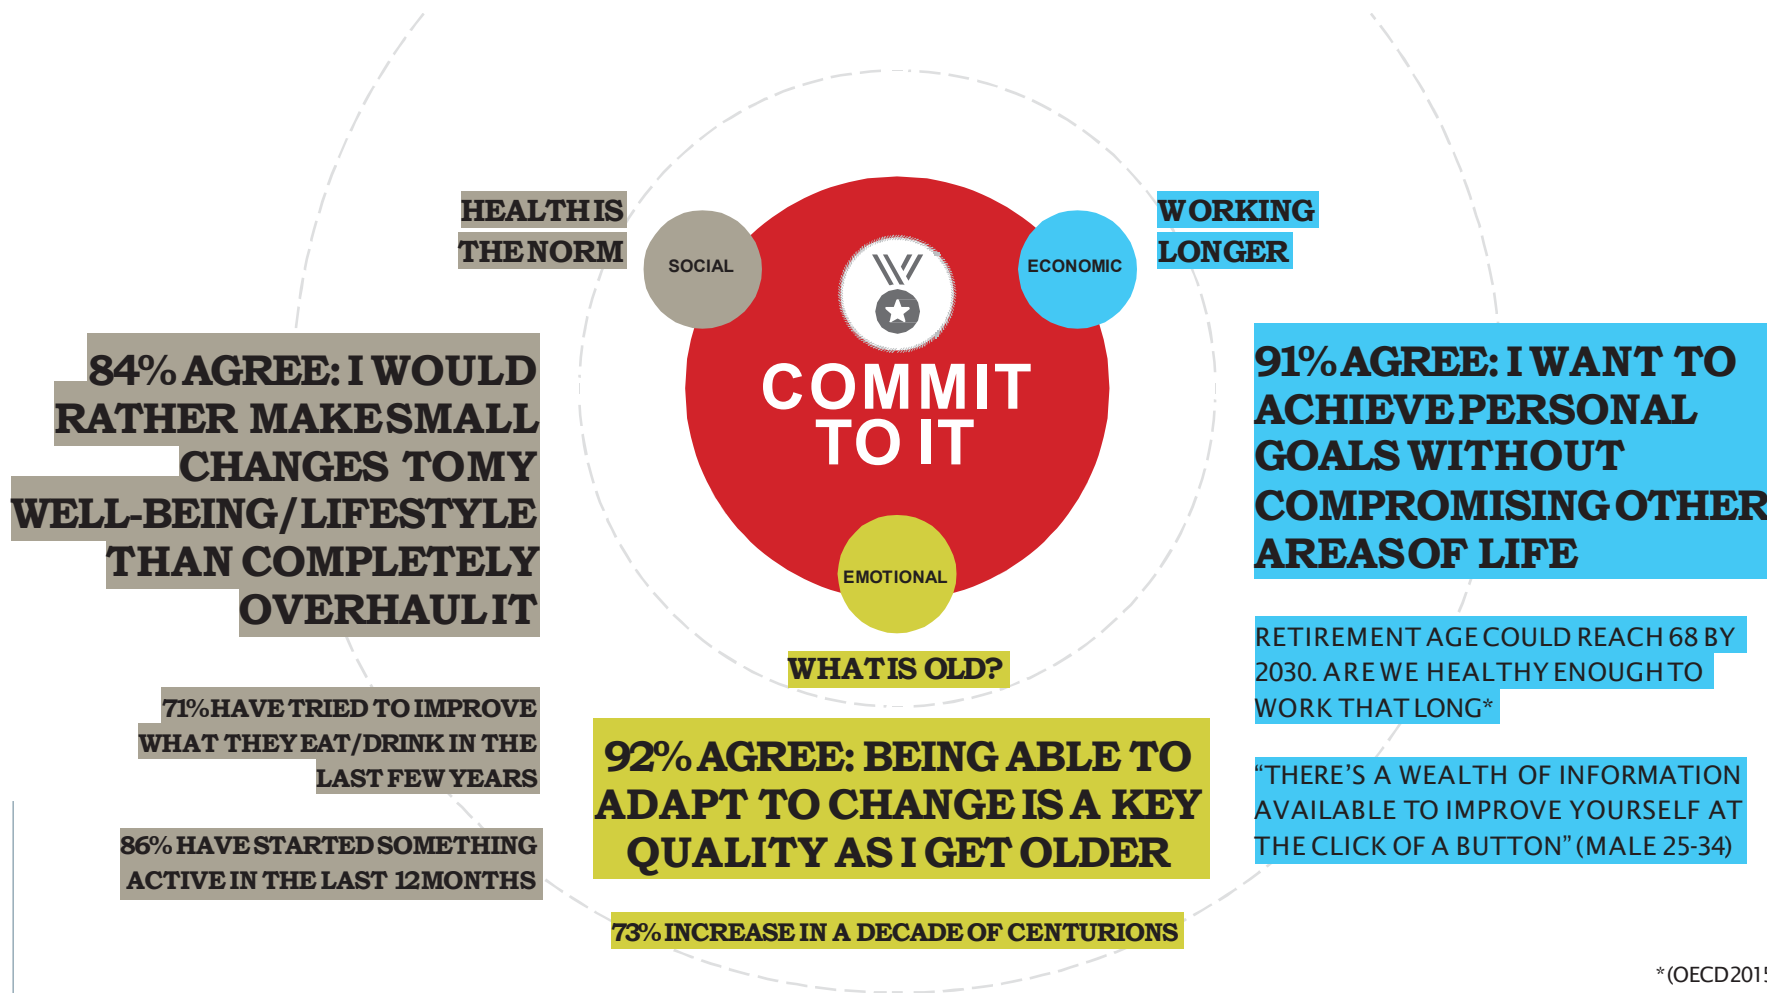 HEALTH IS
THE NORM
SOCIAL
84% AGREE: I WOULD
RATHER MAKE SMALL
CHANGES TO MY
WELL-BEING/LIFESTYLE
THAN COMPLETELY
OVERHAUL IT
71% HAVE TRIED TO IMPROVE
WHAT THEY EAT/DRINK IN THE
LAST FEW YEARS
86% HAVE STARTED SOMETHING
ACTIVE IN THE LAST 12 MONTHS
COMMIT
TO IT
EMOTIONAL
WHAT IS OLD?
92% AGREE: BEING ABLE TO
ADAPT TO CHANGE IS A KEY
QUALITY AS I GET OLDER
73% INCREASE IN A DECADE OF CENTURIONS
ECONOMIC
WORKING
LONGER
91% AGREE: I WANT TO
ACHIEVE PERSONAL
GOALS WITHOUT
COMPROMISING OTHER
AREAS OF LIFE
RETIREMENT AGE COULD REACH 68 BY
2030. ARE WE HEALTHY ENOUGH TO
WORK THAT LONG*
“THERE’S A WEALTH OF INFORMATION
AVAILABLE TO IMPROVE YOURSELF AT
THE CLICK OF A BUTTON” (MALE 25-34)
*(OECD 2015